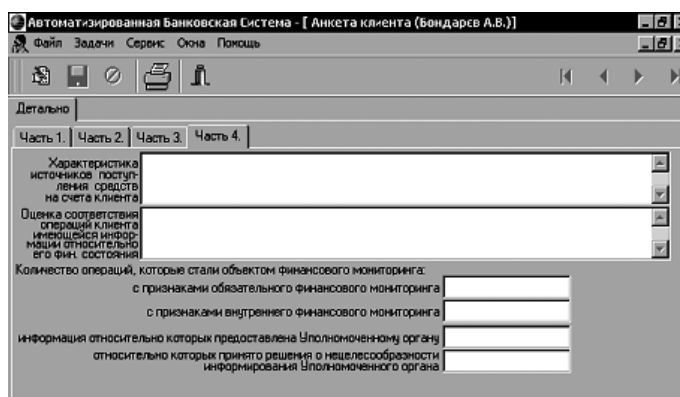 Автоматизированная Банковская Система - [ Анкета клиента (Бондарев А.В.)]
Файл Задачи Сервис Окна Помощь
Детально
Часть 1. Часть 2. Часть 3. Часть 4.
Характеристика
источников поступ-
ления средств
на счета клиента
Оценка соответствия
операций клиента
имеющейся инфор-
мации относительно
его фин. состояния
Количество операций, которые стали объектом финансового мониторинга:
с признаками обязательного финансового мониторинга
с признаками внутреннего финансового мониторинга
информация относительно которых предоставлена Уполномоченному органу
относительно которых принято решения о нецелесообразности
информирования Уполномоченного органа